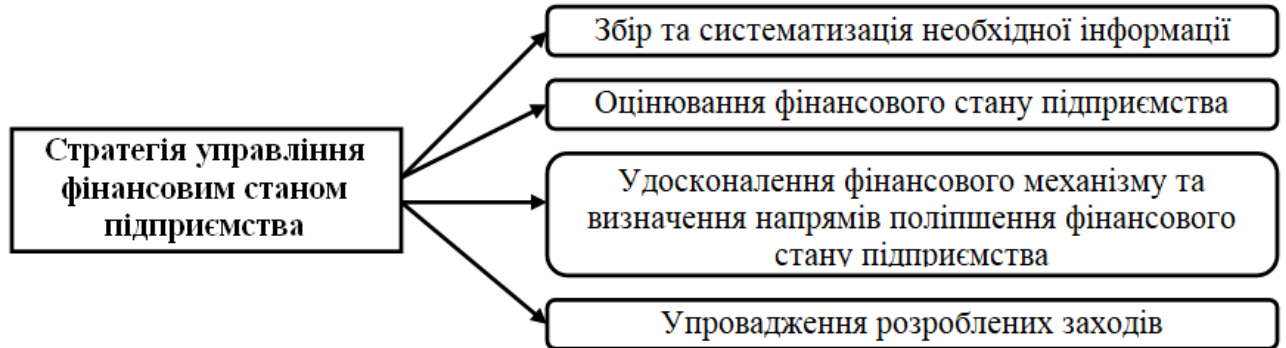 Збір та систематизація необхідної інформації
Оцінювання фінансового стану підприємства
Стратегія управління
фінансовим станом
підприємства
Удосконалення фінансового механізму та
визначення напрямів поліпшення фінансового
стану підприємства
Упровадження розроблених заходів